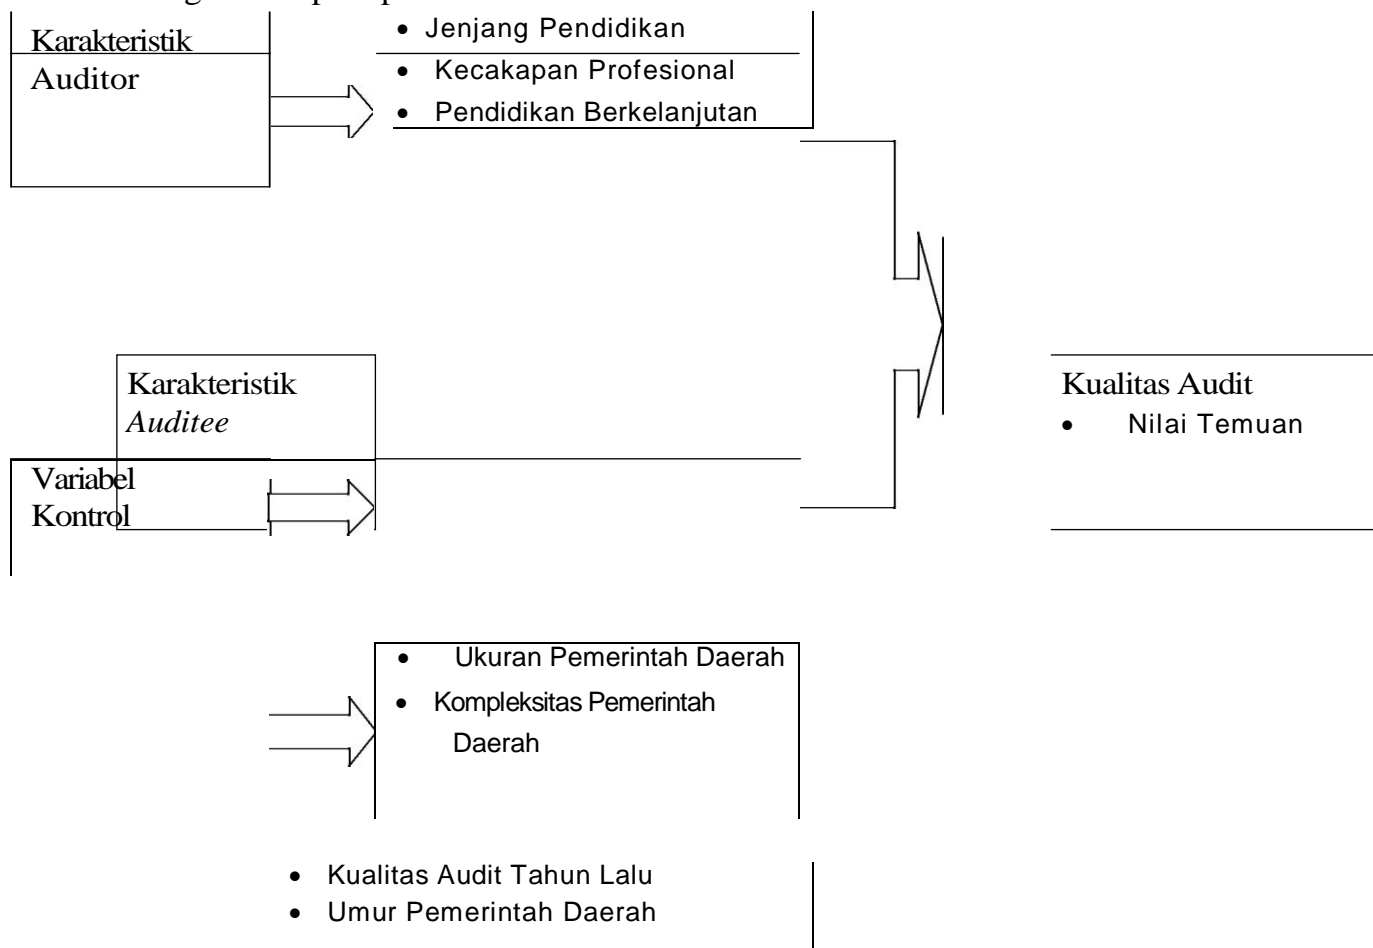 Karakteristik
Auditor
• Jenjang Pendidikan
• Kecakapan Profesional
• Pendidikan Berkelanjutan
Karakteristik
Auditee
Variabel
Kontrol
Kualitas Audit
• Nilai Temuan
• Ukuran Pemerintah Daerah
• Kompleksitas Pemerintah
Daerah
• Kualitas Audit Tahun Lalu
• Umur Pemerintah Daerah